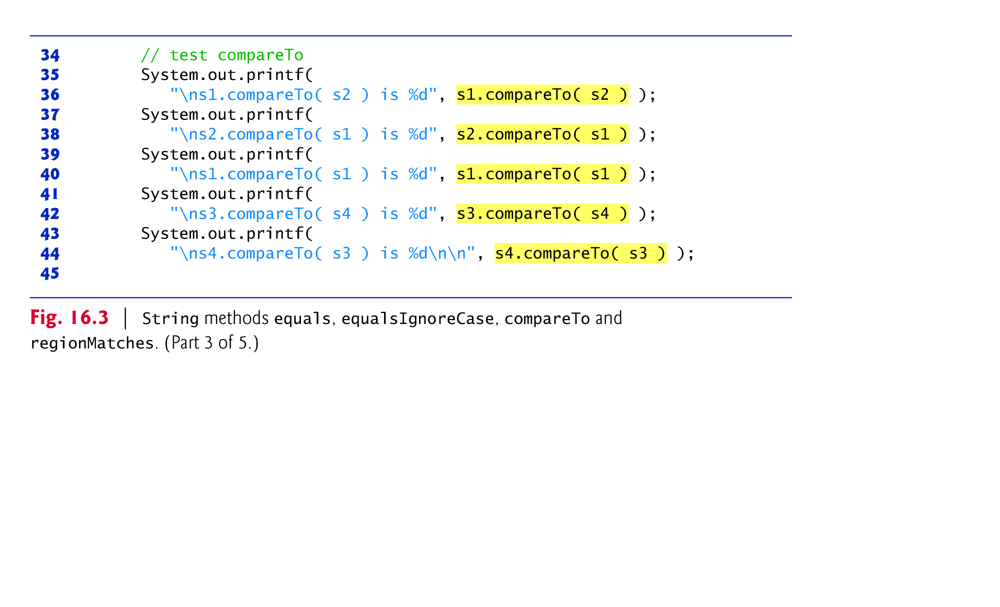 34 // test compareTo
35 System.out.printf(
36 "\ns1.compareTo( s2 ) is %d", s1.compareTo( s2 ) );
37 System.out.printf(
38 "\ns2.compareTo( s1 ) is %d", s2.compareTo( s1 ) );
39 System.out.printf(
40 "\ns1.compareTo( s1 ) is %d", s1.compareTo( s1 ) );
41 System.out.printf(
42 "\ns3.compareTo( s4 ) is %d", s3.compareTo( s4 ) );
43 System.out.printf(
44 "\ns4.compareTo( s3 ) is %d\n\n", s4.compareTo( s3 ) );
45
Fig. 16.3 | String methods equals, equalsIgnoreCase, compareTo and
regionMatches. (Part 3 of 5.)